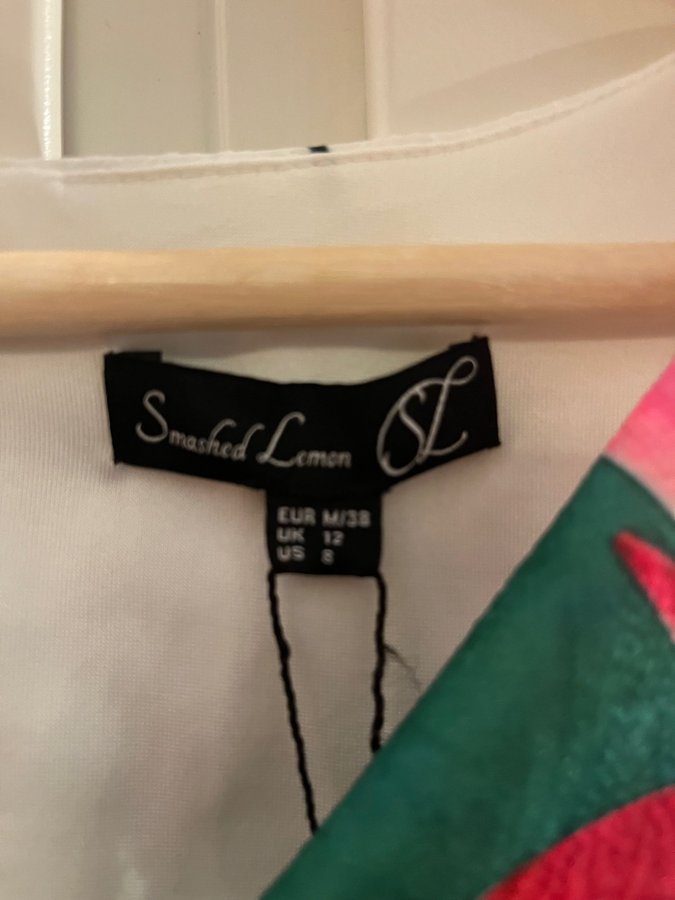 Smashed Lemon SL
EUR M/38
UK 12
US 8